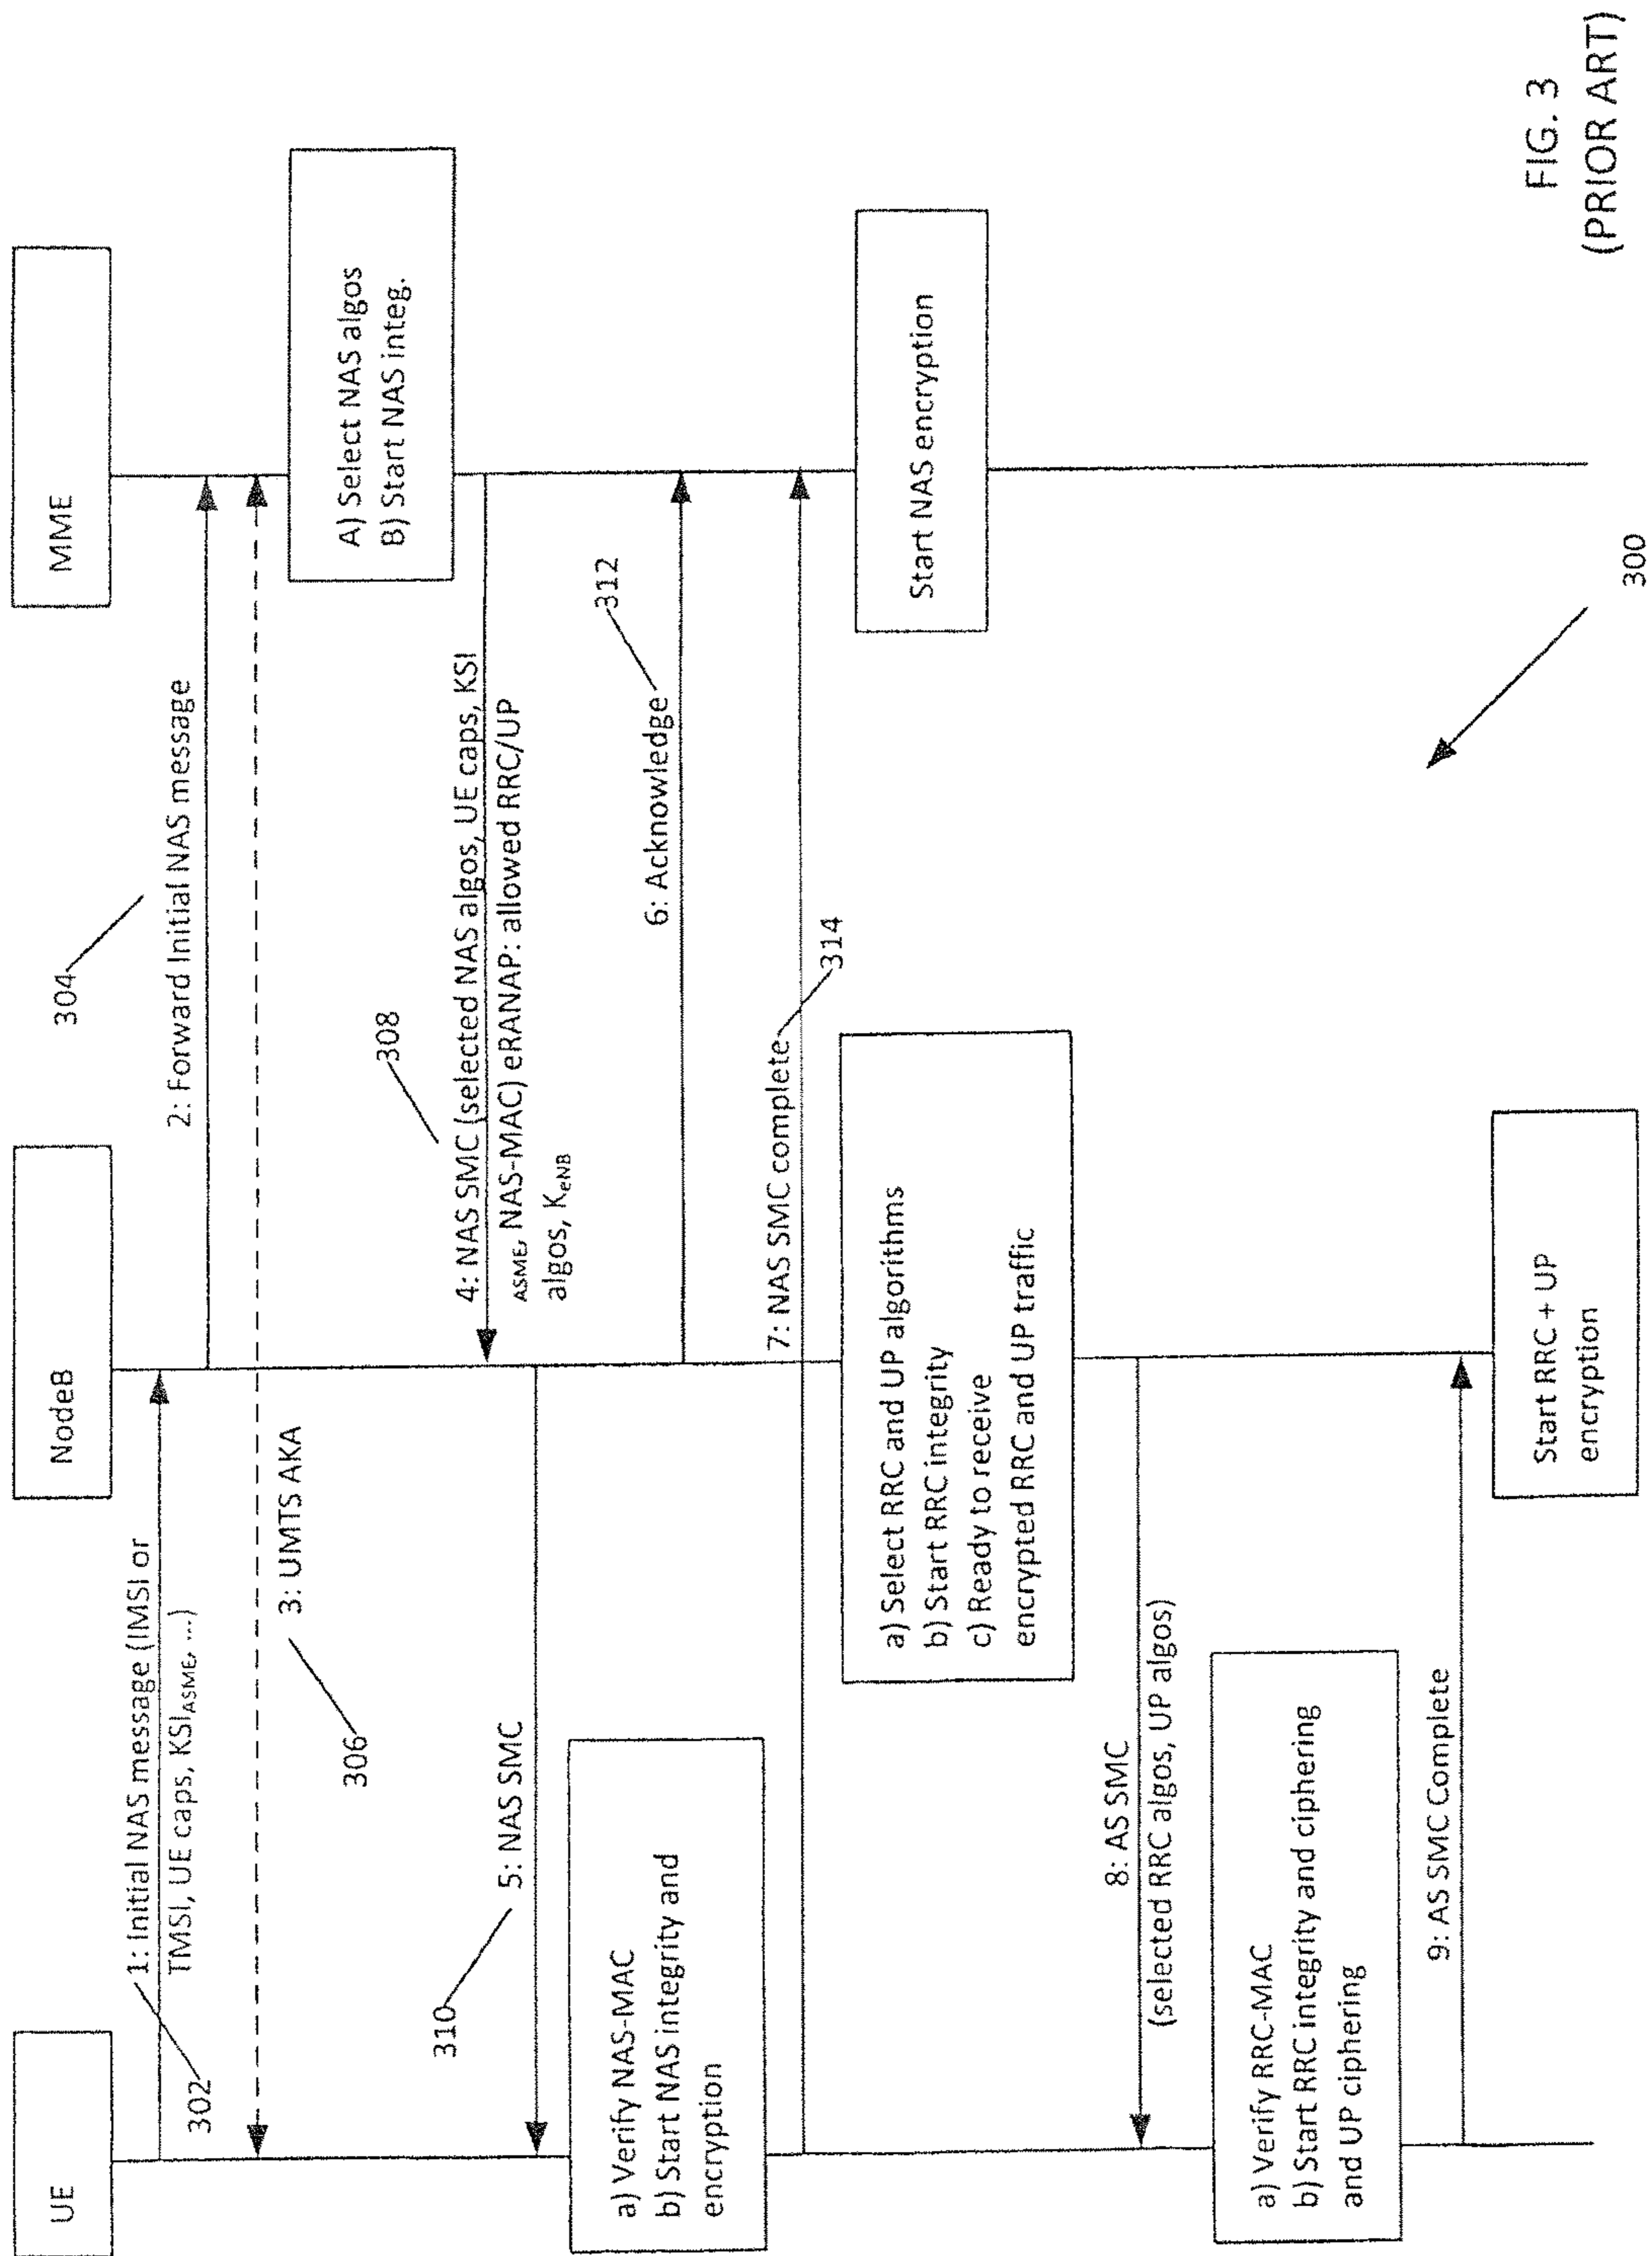 UE
NodeB
MME
302
1: Initial NAS message (IMSI or
TMSI, UE caps, KSI_ASME, ...)
304
2: Forward Initial NAS message
3: UMTS AKA
306
A) Select NAS algos
B) Start NAS integ.
308
4: NAS SMC (selected NAS algos, UE caps, KSI
ASME, NAS-MAC) eRANAP: allowed RRC/UP
algos, K_eNB
310
5: NAS SMC
a) Verify NAS-MAC
b) Start NAS integrity and
encryption
312
6: Acknowledge
7: NAS SMC complete
314
Start NAS encryption
a) Select RRC and UP algorithms
b) Start RRC integrity
c) Ready to receive
encrypted RRC and UP traffic
8: AS SMC
(selected RRC algos, UP algos)
a) Verify RRC-MAC
b) Start RRC integrity and ciphering
and UP ciphering
9: AS SMC Complete
Start RRC + UP
encryption
300
FIG. 3
(PRIOR ART)